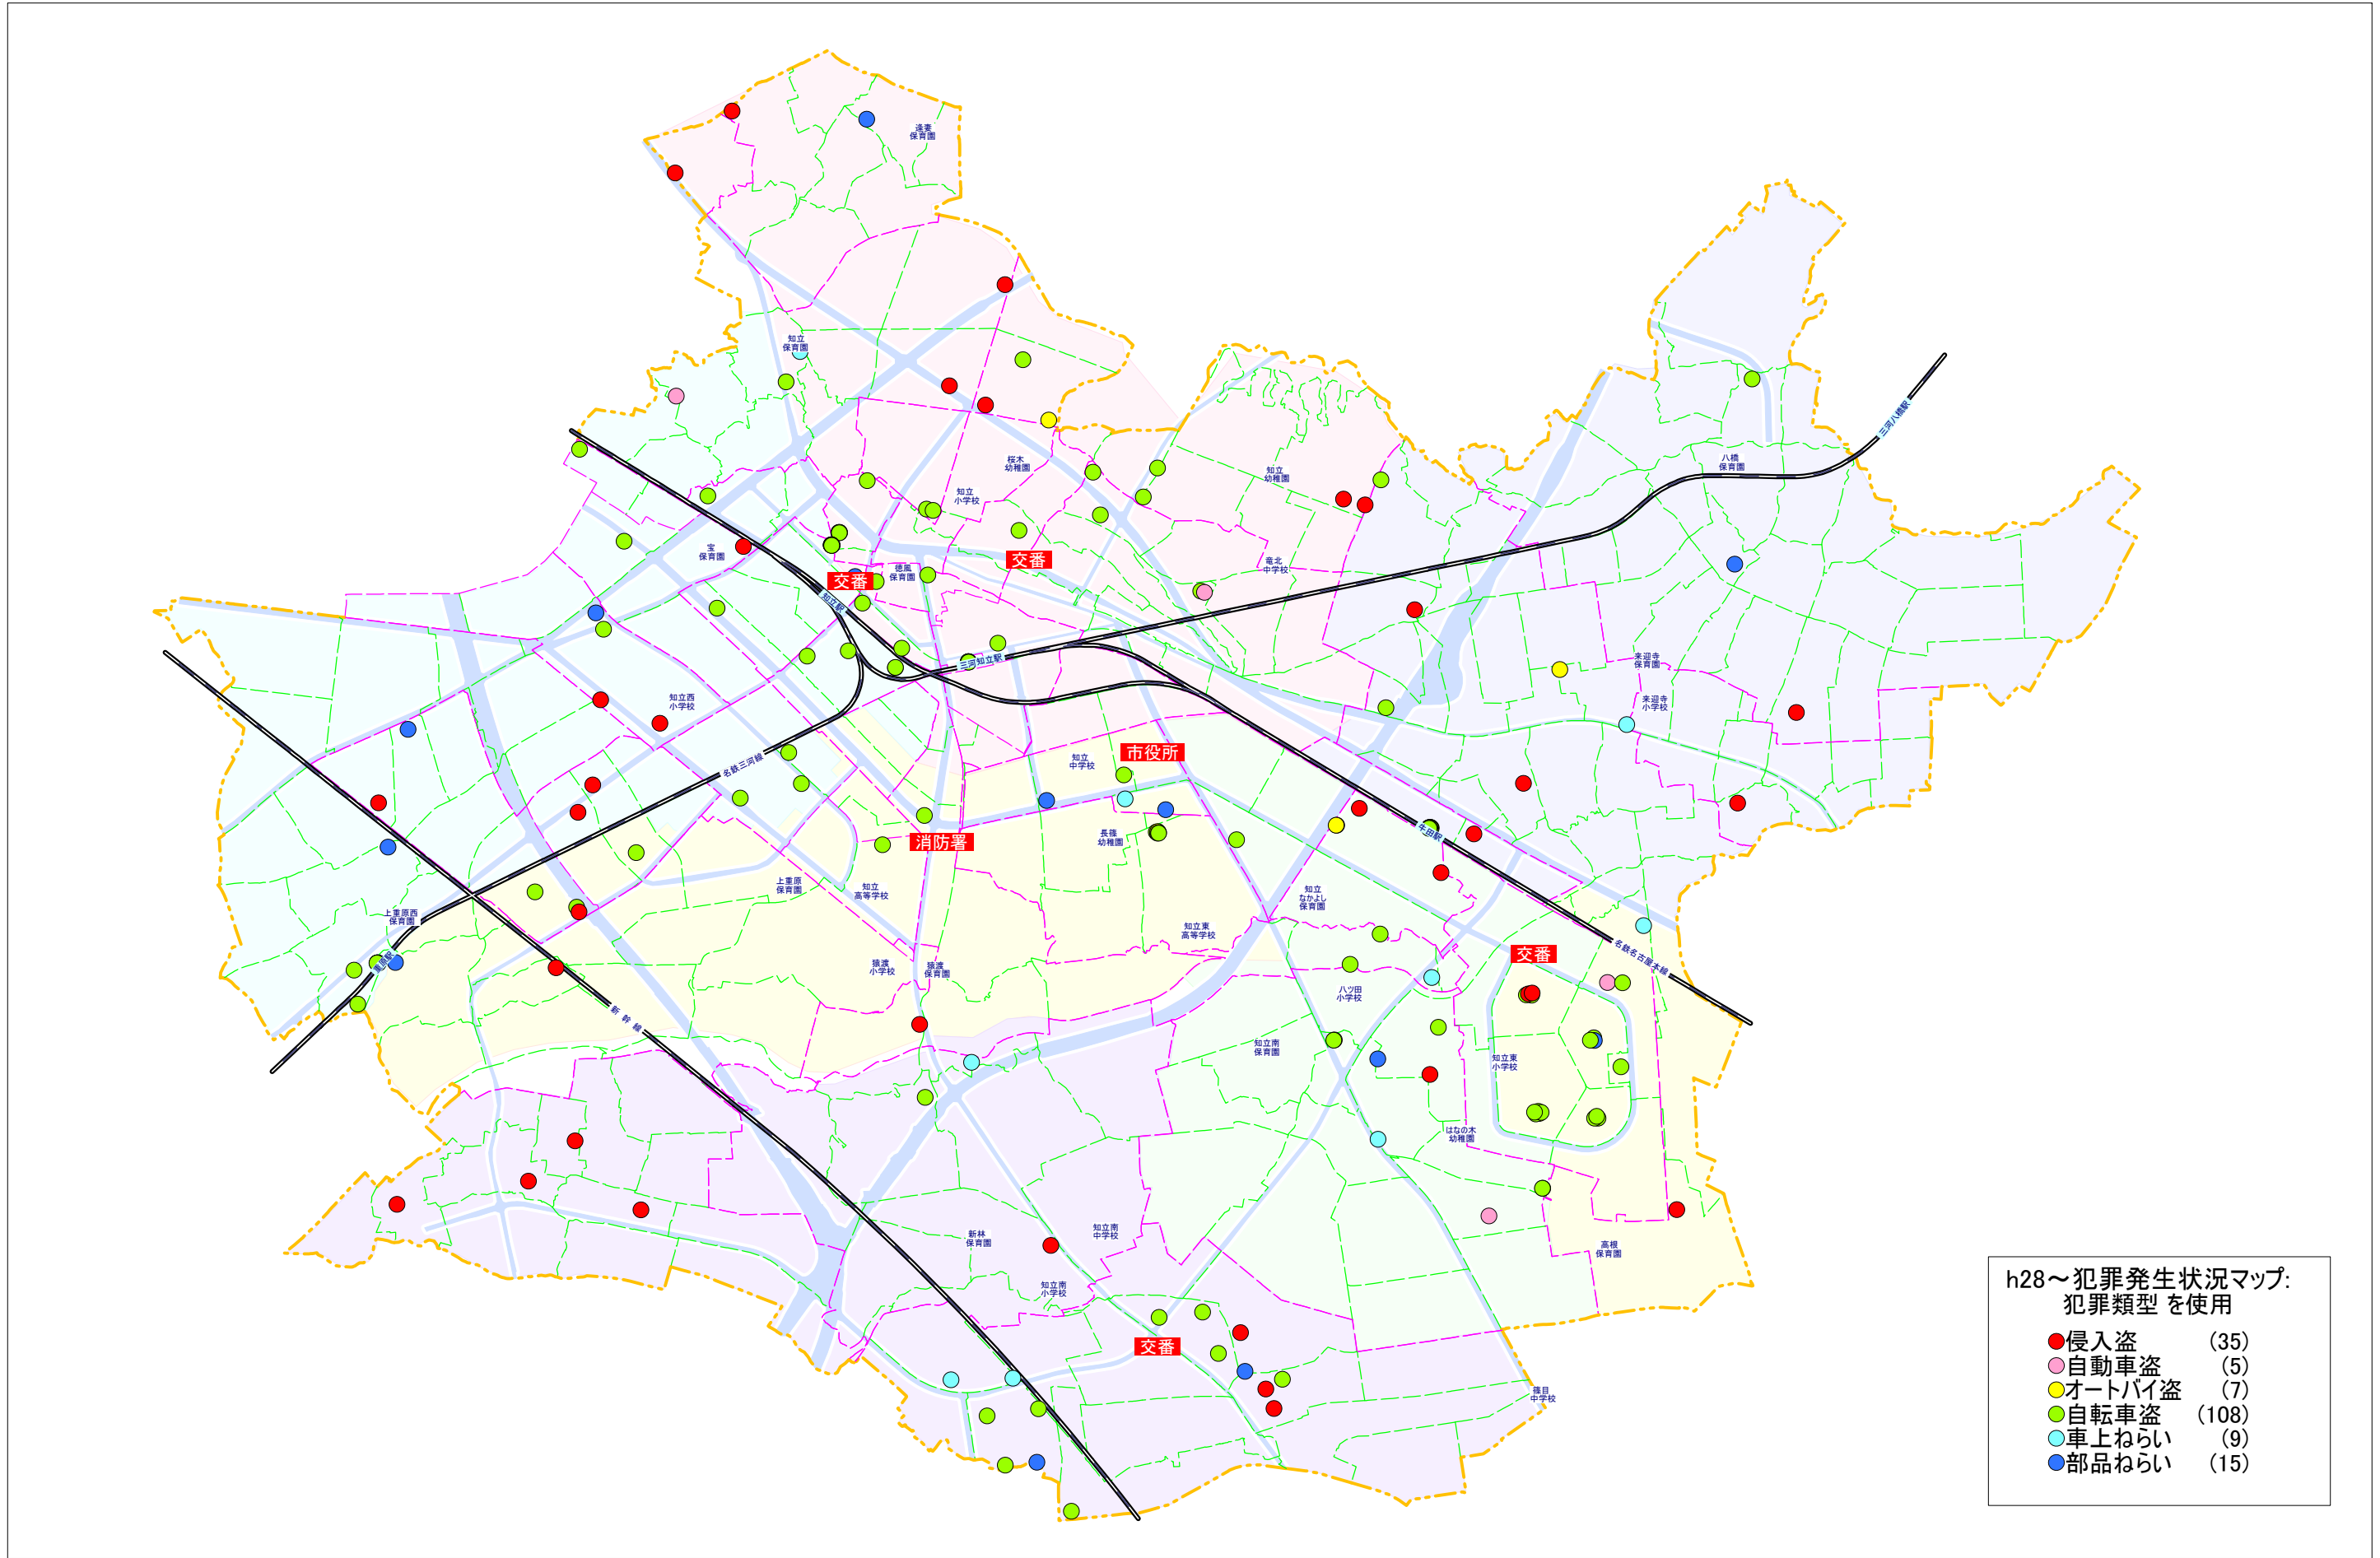 逢妻
保育園
知立
保育園
三河八橋駅
桜木
幼稚園
知立
小学校
知立
幼稚園
八橋
保育園
宝
保育園
交番
交番
徳風
保育園
竜北
中学校
知立駅
三河知立駅
来迎寺
保育園
知立西
小学校
来迎寺
小学校
名鉄三河線
知立
中学校
市役所
消防署
長篠
幼稚園
牛田駅
上重原
保育園
知立
高等学校
知立
なかよし
保育園
上重原西
保育園
知立東
高等学校
重原駅
猿渡
小学校
猿渡
保育園
交番
名鉄名古屋本線
八ツ田
小学校
新幹線
知立南
保育園
知立東
小学校
はなの木
幼稚園
新林
保育園
知立南
中学校
高根
保育園
知立南
小学校
交番
篠目
中学校
h28～犯罪発生状況マップ:
犯罪類型 を使用
侵入盗 (35)
自動車盗 (5)
オートバイ盗 (7)
自転車盗 (108)
車上ねらい (9)
部品ねらい (15)